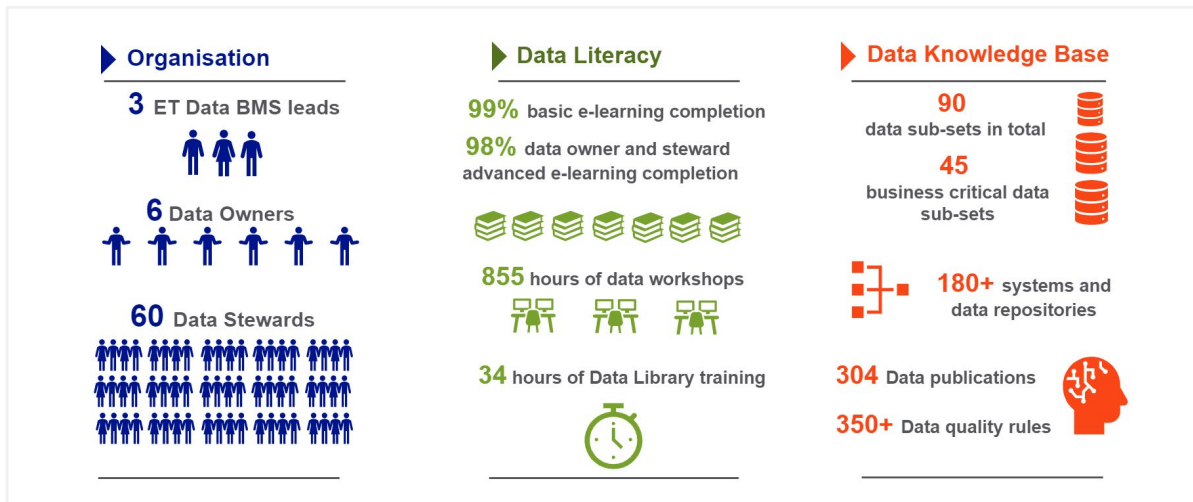 Organisation
3 ET Data BMS leads
6 Data Owners
60 Data Stewards
Data Literacy
99% basic e-learning completion
98% data owner and steward
advanced e-learning completion
855 hours of data workshops
34 hours of Data Library training
Data Knowledge Base
90
data sub-sets in total
45
business critical data
sub-sets
180+ systems and
data repositories
304 Data publications
350+ Data quality rules